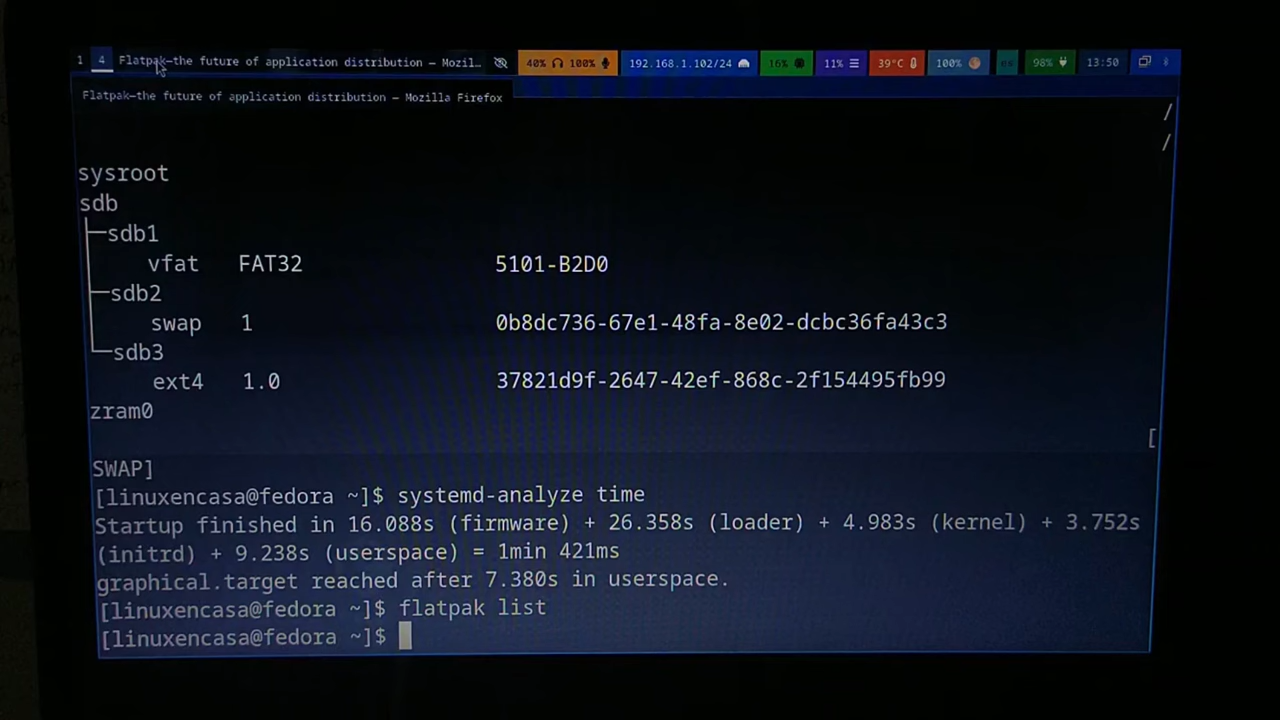 1 4 Flatpak—the future of application distribution — Mozil… 40% 100% 192.168.1.102/24 16% 11% 39°C 100% es 98% 13:50
Flatpak—the future of application distribution — Mozilla Firefox
/
/
sysroot
sdb
├─sdb1
vfat FAT32 5101-B2D0
├─sdb2
swap 1 0b8dc736-67e1-48fa-8e02-dcbc36fa43c3
└─sdb3
ext4 1.0 37821d9f-2647-42ef-868c-2f154495fb99
zram0
[
SWAP]
[linuxencasa@fedora ~]$ systemd-analyze time
Startup finished in 16.088s (firmware) + 26.358s (loader) + 4.983s (kernel) + 3.752s
(initrd) + 9.238s (userspace) = 1min 421ms
graphical.target reached after 7.380s in userspace.
[linuxencasa@fedora ~]$ flatpak list
[linuxencasa@fedora ~]$